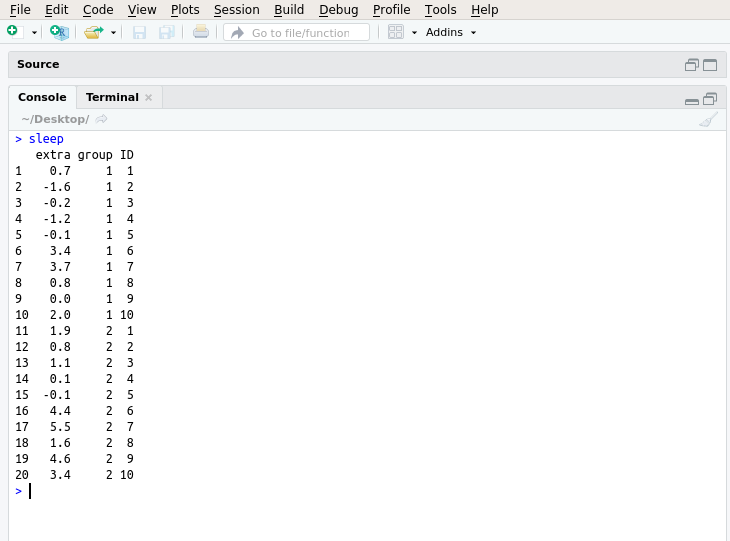 File Edit Code View Plots Session Build Debug Profile Tools Help
Go to file/function Addins
Source
Console Terminal
~/Desktop/
> sleep
   extra group ID
1    0.7     1  1
2   -1.6     1  2
3   -0.2     1  3
4   -1.2     1  4
5   -0.1     1  5
6    3.4     1  6
7    3.7     1  7
8    0.8     1  8
9    0.0     1  9
10   2.0     1 10
11   1.9     2  1
12   0.8     2  2
13   1.1     2  3
14   0.1     2  4
15  -0.1     2  5
16   4.4     2  6
17   5.5     2  7
18   1.6     2  8
19   4.6     2  9
20   3.4     2 10
>